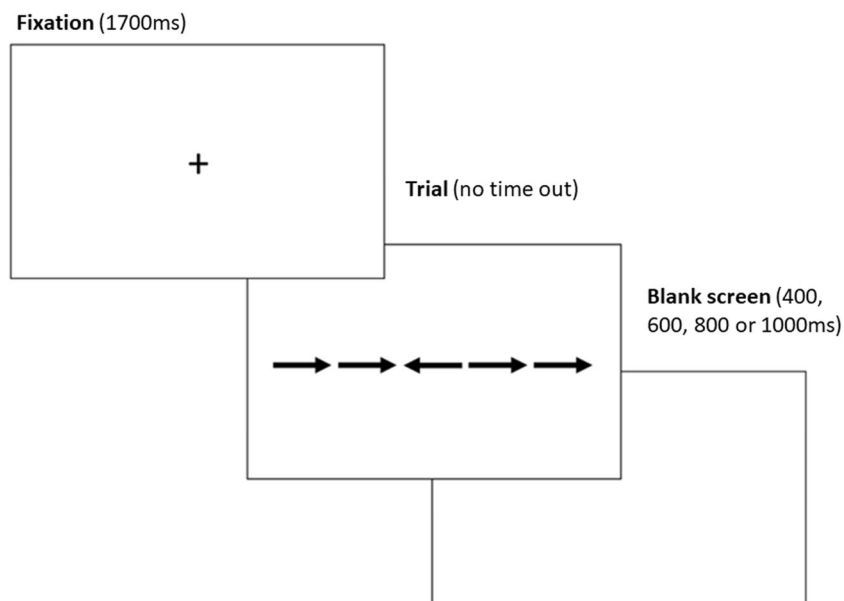 Fixation (1700ms)
Trial (no time out)
Blank screen (400,
600, 800 or 1000ms)